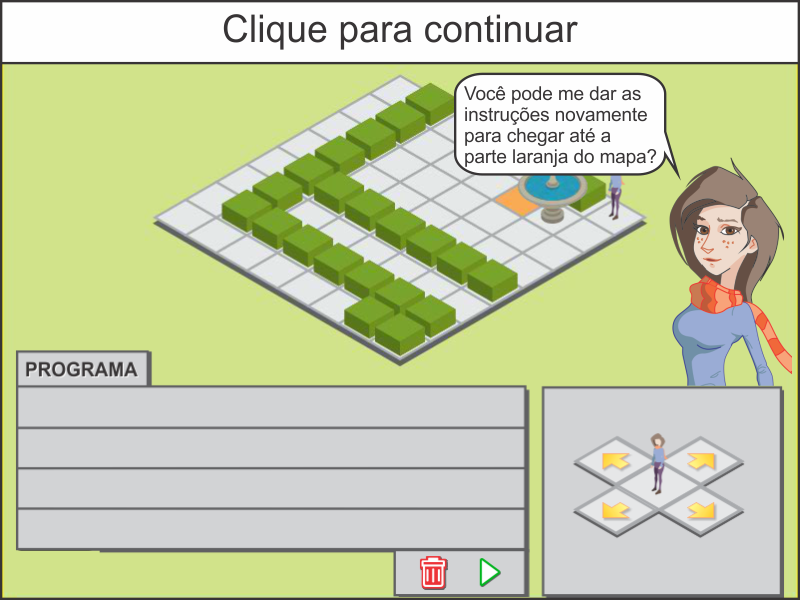 Clique para continuar
Você pode me dar as
instruções novamente
para chegar até a
parte laranja do mapa?
PROGRAMA